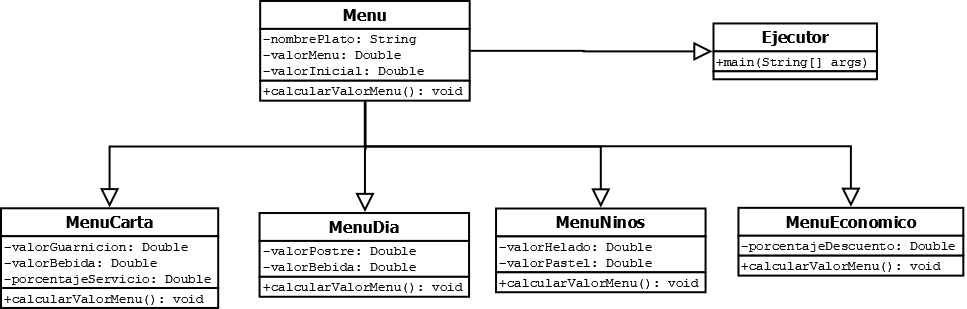 Menu
-nombrePlato: String
-valorMenu: Double
-valorInicial: Double
+calcularValorMenu(): void
Ejecutor
+main(String[] args)
MenuCarta
-valorGuarnicion: Double
-valorBebida: Double
-porcentajeServicio: Double
+calcularValorMenu(): void
MenuDia
-valorPostre: Double
-valorBebida: Double
+calcularValorMenu(): void
MenuNinos
-valorHelado: Double
-valorPastel: Double
+calcularValorMenu(): void
MenuEconomico
-porcentajeDescuento: Double
+calcularValorMenu(): void